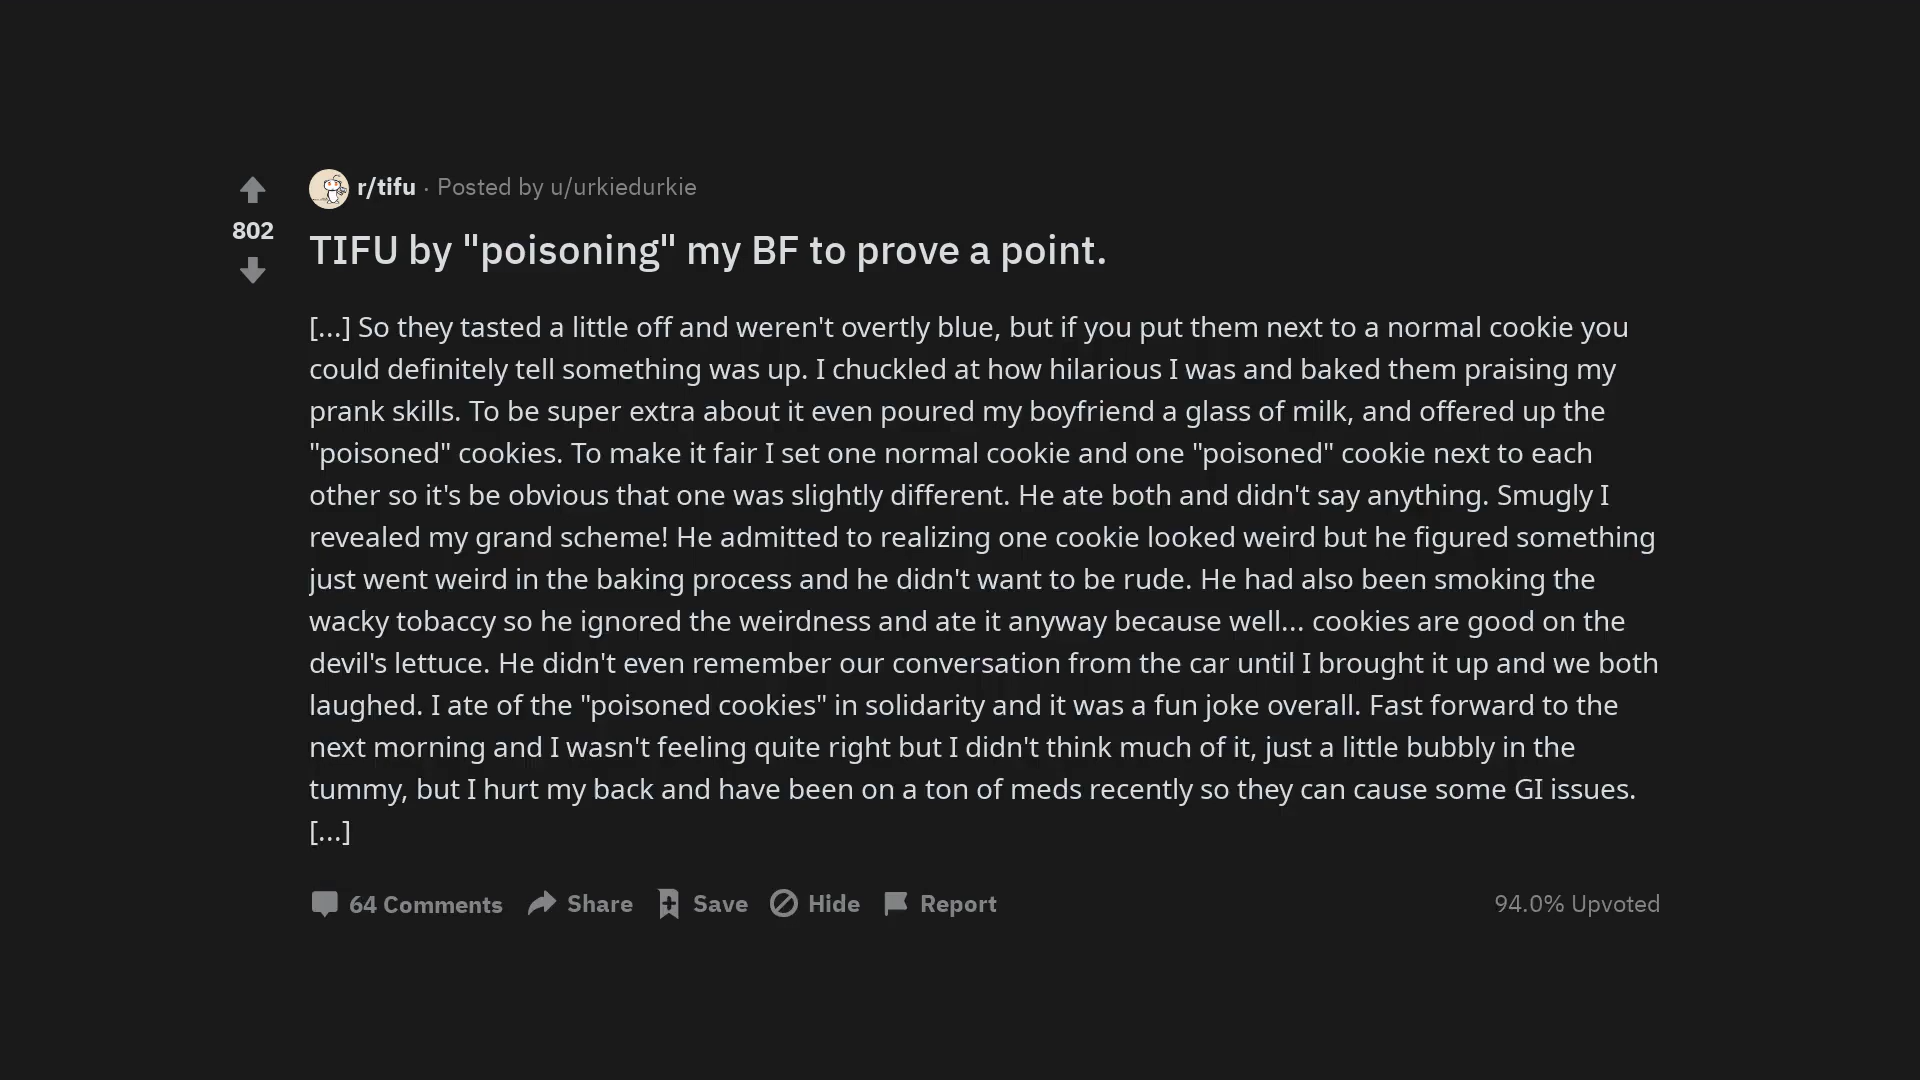 r/tifu · Posted by u/urkiedurkie
802
TIFU by "poisoning" my BF to prove a point.
[...] So they tasted a little off and weren't overtly blue, but if you put them next to a normal cookie you
could definitely tell something was up. I chuckled at how hilarious I was and baked them praising my
prank skills. To be super extra about it even poured my boyfriend a glass of milk, and offered up the
"poisoned" cookies. To make it fair I set one normal cookie and one "poisoned" cookie next to each
other so it's be obvious that one was slightly different. He ate both and didn't say anything. Smugly I
revealed my grand scheme! He admitted to realizing one cookie looked weird but he figured something
just went weird in the baking process and he didn't want to be rude. He had also been smoking the
wacky tobaccy so he ignored the weirdness and ate it anyway because well... cookies are good on the
devil's lettuce. He didn't even remember our conversation from the car until I brought it up and we both
laughed. I ate of the "poisoned cookies" in solidarity and it was a fun joke overall. Fast forward to the
next morning and I wasn't feeling quite right but I didn't think much of it, just a little bubbly in the
tummy, but I hurt my back and have been on a ton of meds recently so they can cause some GI issues.
[...]
64 Comments Share Save Hide Report 94.0% Upvoted